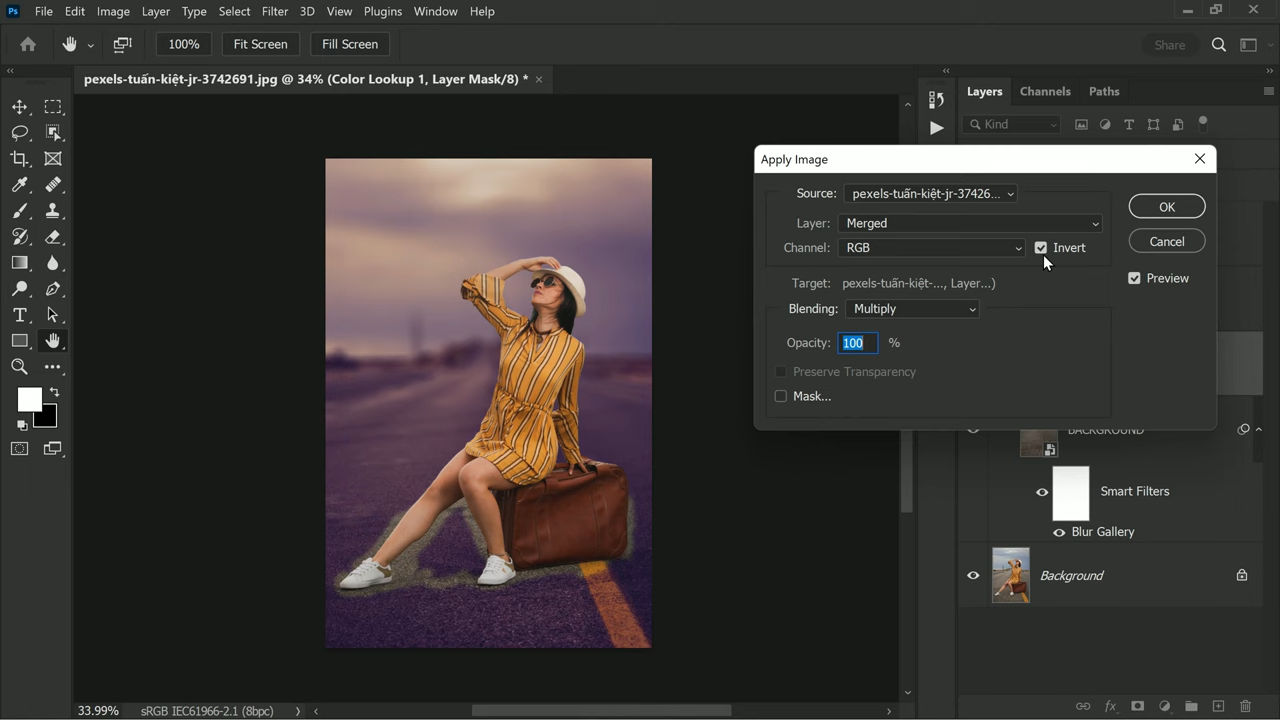 Ps File Edit Image Layer Type Select Filter 3D View Plugins Window Help
100% Fit Screen Fill Screen Share
pexels-tuấn-kiệt-jr-3742691.jpg @ 34% (Color Lookup 1, Layer Mask/8) * ×
Layers Channels Paths
Kind
Apply Image
Source: pexels-tuấn-kiệt-jr-37426...
OK
Layer: Merged
Channel: RGB Invert
Cancel
Target: pexels-tuấn-kiệt-..., Layer...)
Preview
Blending: Multiply
Opacity: 100 %
Preserve Transparency
Mask...
BACKGROUND
Smart Filters
Blur Gallery
Background
33.99% sRGB IEC61966-2.1 (8bpc)
fx